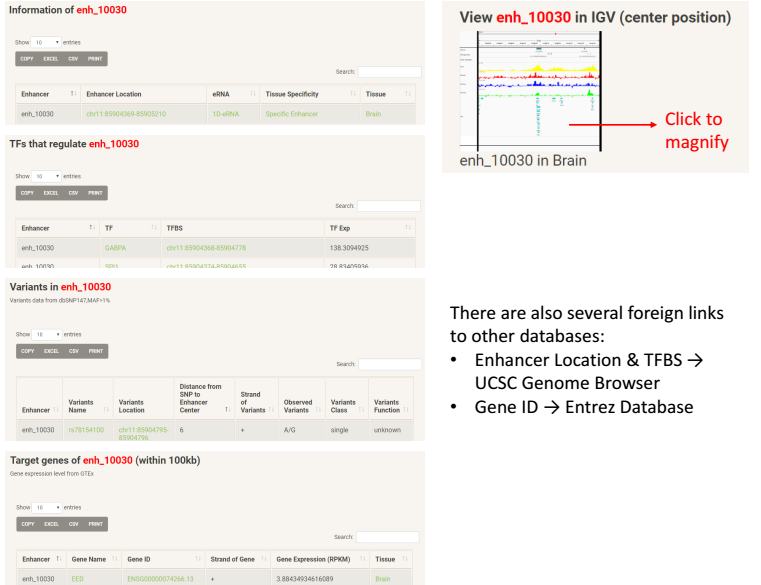 Information of enh_10030
Show 10 entries
COPY EXCEL CSV PRINT
Search:
Enhancer Enhancer Location eRNA Tissue Specificity Tissue
enh_10030 chr11:85904369-85905210 1D-eRNA Specific Enhancer Brain
TFs that regulate enh_10030
Show 10 entries
COPY EXCEL CSV PRINT
Search:
Enhancer TF TFBS TF Exp
enh_10030 GABPA chr11:85904368-85904778 138.3094925
enh_10030 SPI1 chr11:85904374-85904655 28.83405936
Variants in enh_10030
Variants data from dbSNP147,MAF>1%
Show 10 entries
COPY EXCEL CSV PRINT
Search:
Enhancer Variants Name Variants Location Distance from SNP to Enhancer Center Strand of Variants Observed Variants Variants Class Variants Function
enh_10030 rs78154100 chr11:85904795-85904796 6 + A/G single unknown
Target genes of enh_10030 (within 100kb)
Gene expression level from GTEx
Show 10 entries
COPY EXCEL CSV PRINT
Search:
Enhancer Gene Name Gene ID Strand of Gene Gene Expression (RPKM) Tissue
enh_10030 EED ENSG00000074266.13 + 3.88434934616089 Brain
View enh_10030 in IGV (center position)
Click to
magnify
enh_10030 in Brain
There are also several foreign links
to other databases:
• Enhancer Location & TFBS →
UCSC Genome Browser
• Gene ID → Entrez Database